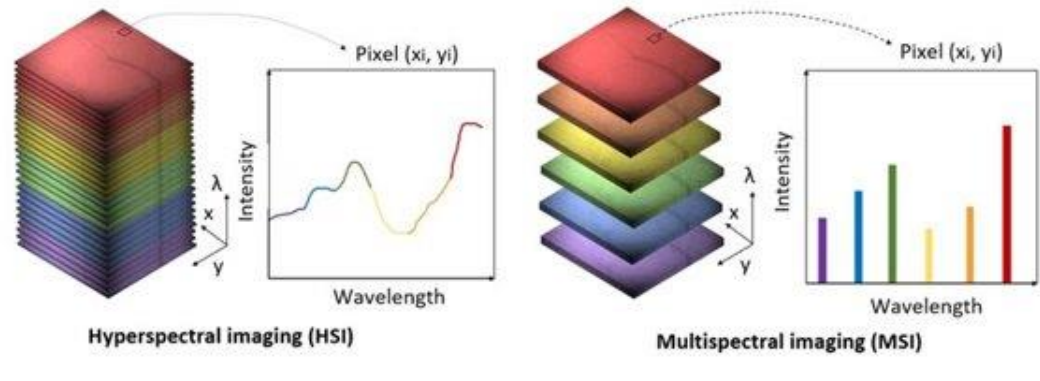 Pixel (xi, yi)
Intensity
λ
x
y
Wavelength
Hyperspectral imaging (HSI)
Pixel (xi, yi)
Intensity
λ
x
y
Wavelength
Multispectral imaging (MSI)